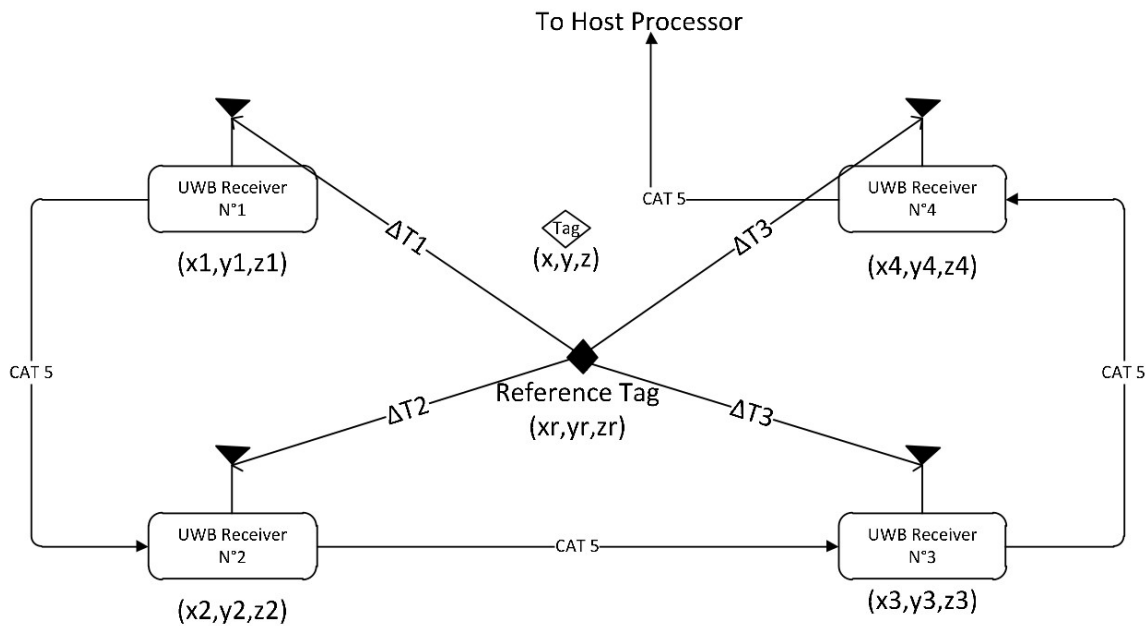 To Host Processor
UWB Receiver
N°1
(x1,y1,z1)
ΔT1
Tag
(x,y,z)
CAT 5
ΔT3
UWB Receiver
N°4
(x4,y4,z4)
CAT 5
CAT 5
Reference Tag
(xr,yr,zr)
ΔT2
ΔT3
UWB Receiver
N°2
(x2,y2,z2)
CAT 5
UWB Receiver
N°3
(x3,y3,z3)